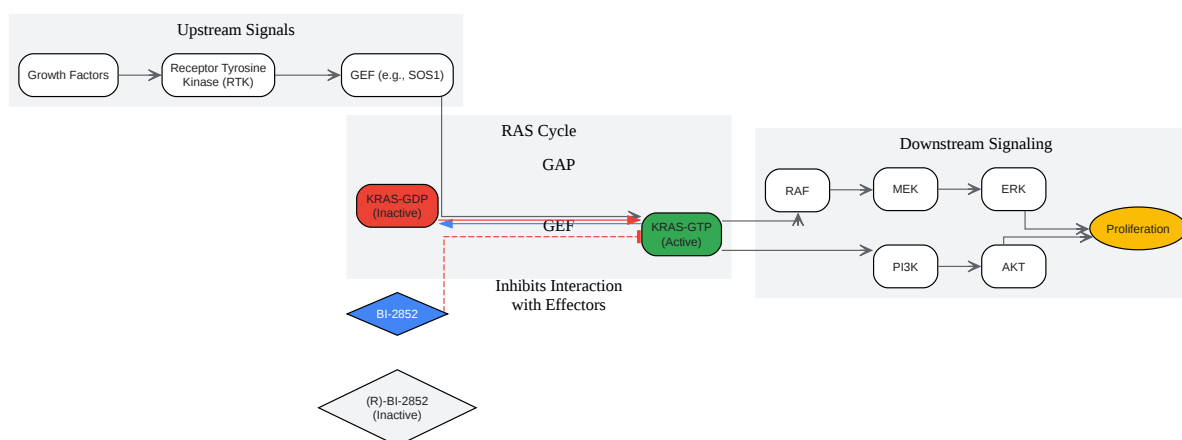 Upstream Signals
Growth Factors
Receptor Tyrosine
Kinase (RTK)
GEF (e.g., SOS1)
RAS Cycle
GAP
KRAS-GDP
(Inactive)
GEF
KRAS-GTP
(Active)
Downstream Signaling
RAF
MEK
ERK
PI3K
AKT
Proliferation
Inhibits Interaction
with Effectors
BI-2852
(R)-BI-2852
(Inactive)